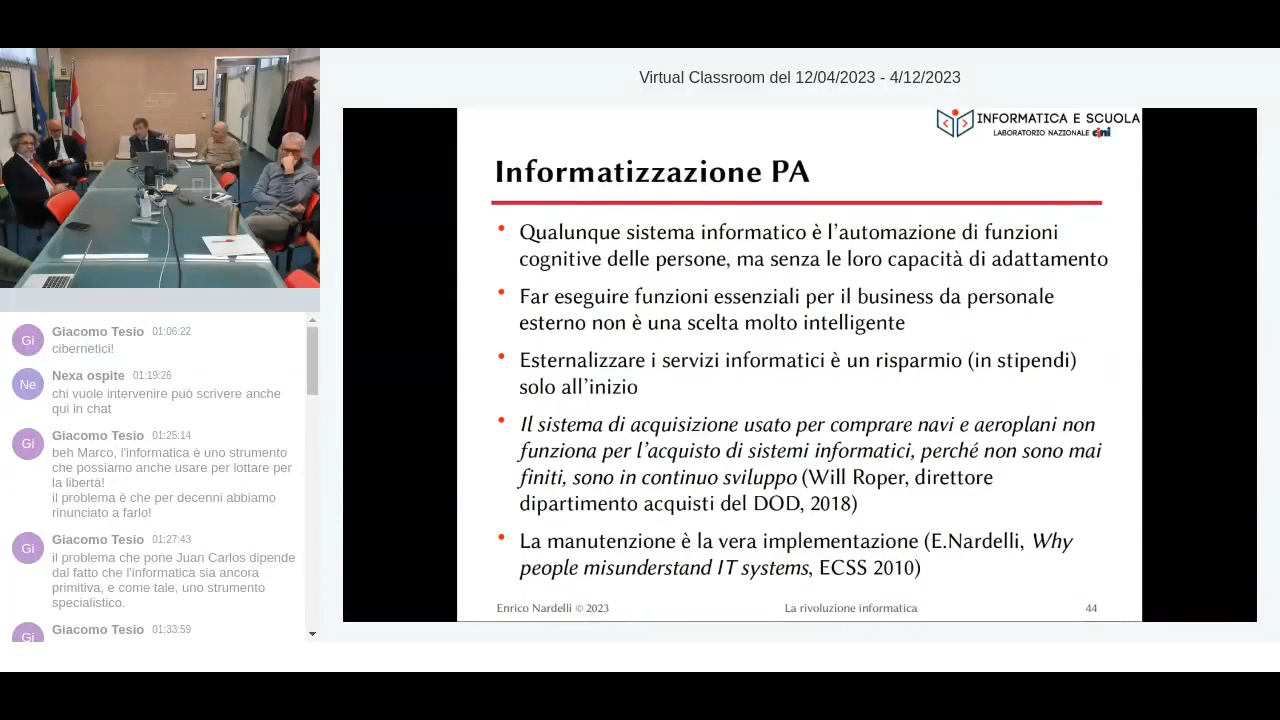 Virtual Classroom del 12/04/2023 - 4/12/2023
INFORMATICA E SCUOLA
LABORATORIO NAZIONALE cini
Informatizzazione PA
• Qualunque sistema informatico è l’automazione di funzioni
cognitive delle persone, ma senza le loro capacità di adattamento
• Far eseguire funzioni essenziali per il business da personale
esterno non è una scelta molto intelligente
• Esternalizzare i servizi informatici è un risparmio (in stipendi)
solo all’inizio
• Il sistema di acquisizione usato per comprare navi e aeroplani non
funziona per l’acquisto di sistemi informatici, perché non sono mai
finiti, sono in continuo sviluppo (Will Roper, direttore
dipartimento acquisti del DOD, 2018)
• La manutenzione è la vera implementazione (E.Nardelli, Why
people misunderstand IT systems, ECSS 2010)
Enrico Nardelli © 2023 La rivoluzione informatica 44
Gi Giacomo Tesio 01:06:22
cibernetici!
Ne Nexa ospite 01:19:26
chi vuole intervenire può scrivere anche
qui in chat
Gi Giacomo Tesio 01:25:14
beh Marco, l'informatica è uno strumento
che possiamo anche usare per lottare per
la libertà!
il problema è che per decenni abbiamo
rinunciato a farlo!
Gi Giacomo Tesio 01:27:43
il problema che pone Juan Carlos dipende
dal fatto che l'informatica sia ancora
primitiva, e come tale, uno strumento
specialistico.
Gi Giacomo Tesio 01:33:59